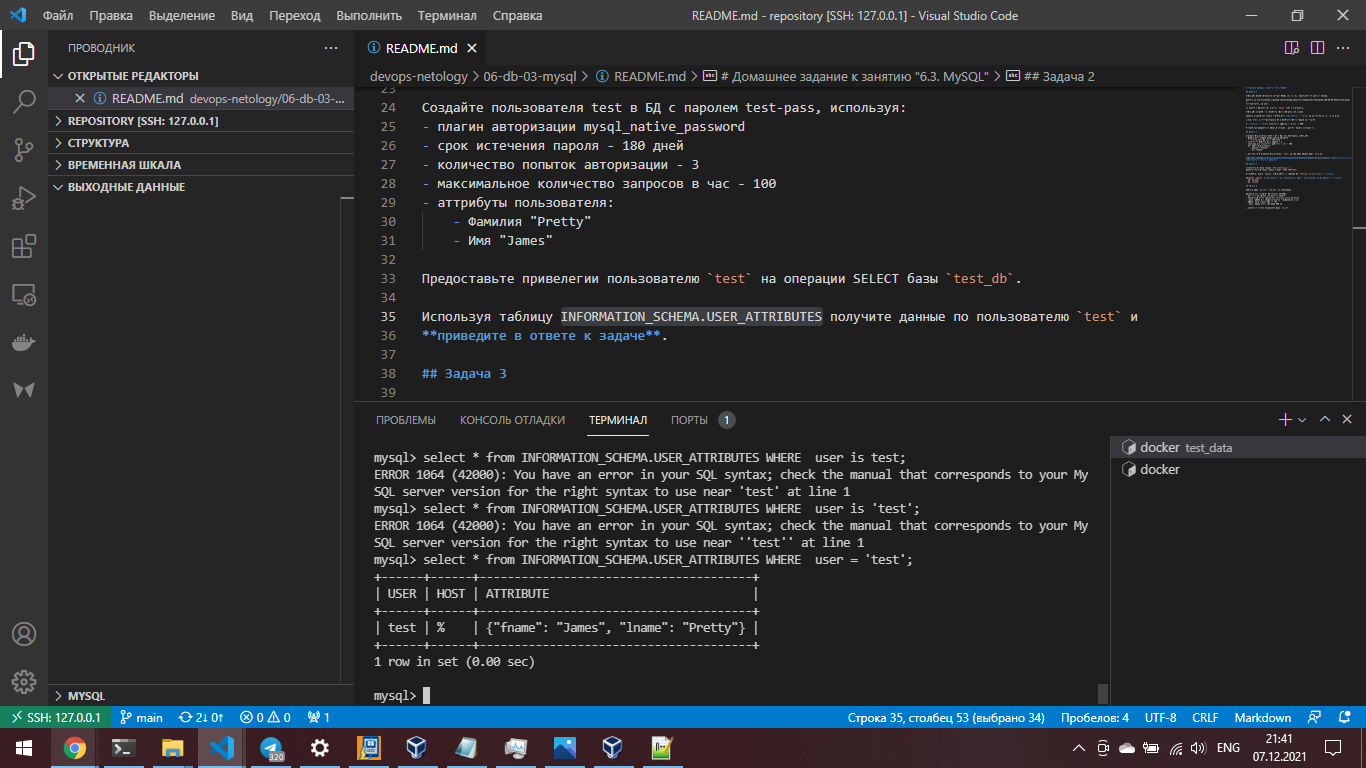 Файл Правка Выделение Вид Переход Выполнить Терминал Справка README.md - repository [SSH: 127.0.0.1] - Visual Studio Code
ПРОВОДНИК
ОТКРЫТЫЕ РЕДАКТОРЫ
README.md devops-netology/06-db-03-...
REPOSITORY [SSH: 127.0.0.1]
СТРУКТУРА
ВРЕМЕННАЯ ШКАЛА
ВЫХОДНЫЕ ДАННЫЕ
MYSQL
README.md
devops-netology > 06-db-03-mysql > README.md > # Домашнее задание к занятию "6.3. MySQL" > ## Задача 2
23
24 Создайте пользователя test в БД c паролем test-pass, используя:
25 - плагин авторизации mysql_native_password
26 - срок истечения пароля - 180 дней
27 - количество попыток авторизации - 3
28 - максимальное количество запросов в час - 100
29 - аттрибуты пользователя:
30 - Фамилия "Pretty"
31 - Имя "James"
32
33 Предоставьте привелегии пользователю `test` на операции SELECT базы `test_db`.
34
35 Используя таблицу INFORMATION_SCHEMA.USER_ATTRIBUTES получите данные по пользователю `test` и
36 **приведите в ответе к задаче**.
37
38 ## Задача 3
39
ПРОБЛЕМЫ КОНСОЛЬ ОТЛАДКИ ТЕРМИНАЛ ПОРТЫ 1
mysql> select * from INFORMATION_SCHEMA.USER_ATTRIBUTES WHERE  user is test;
ERROR 1064 (42000): You have an error in your SQL syntax; check the manual that corresponds to your My
SQL server version for the right syntax to use near 'test' at line 1
mysql> select * from INFORMATION_SCHEMA.USER_ATTRIBUTES WHERE  user is 'test';
ERROR 1064 (42000): You have an error in your SQL syntax; check the manual that corresponds to your My
SQL server version for the right syntax to use near ''test'' at line 1
mysql> select * from INFORMATION_SCHEMA.USER_ATTRIBUTES WHERE  user = 'test';
+------+------+---------------------------------------+
| USER | HOST | ATTRIBUTE                             |
+------+------+---------------------------------------+
| test | %    | {"fname": "James", "lname": "Pretty"} |
+------+------+---------------------------------------+
1 row in set (0.00 sec)
mysql>
docker test_data
docker
SSH: 127.0.0.1 main 2↓ 0↑ 0 0 1 Строка 35, столбец 53 (выбрано 34) Пробелов: 4 UTF-8 CRLF Markdown
320
ENG
21:41
07.12.2021